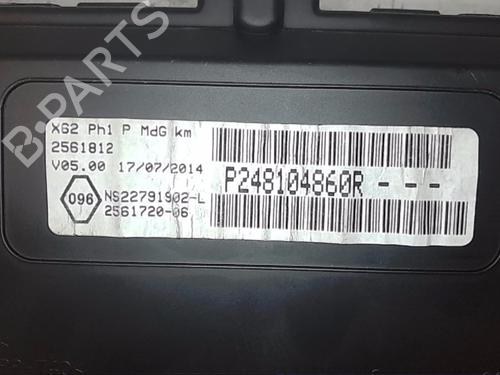 B-PARTS
X62 Ph1 P MdG km
2561812
V05.00 17/07/2014
096
NS22791902-L
2561720-06
P248104860R - - -